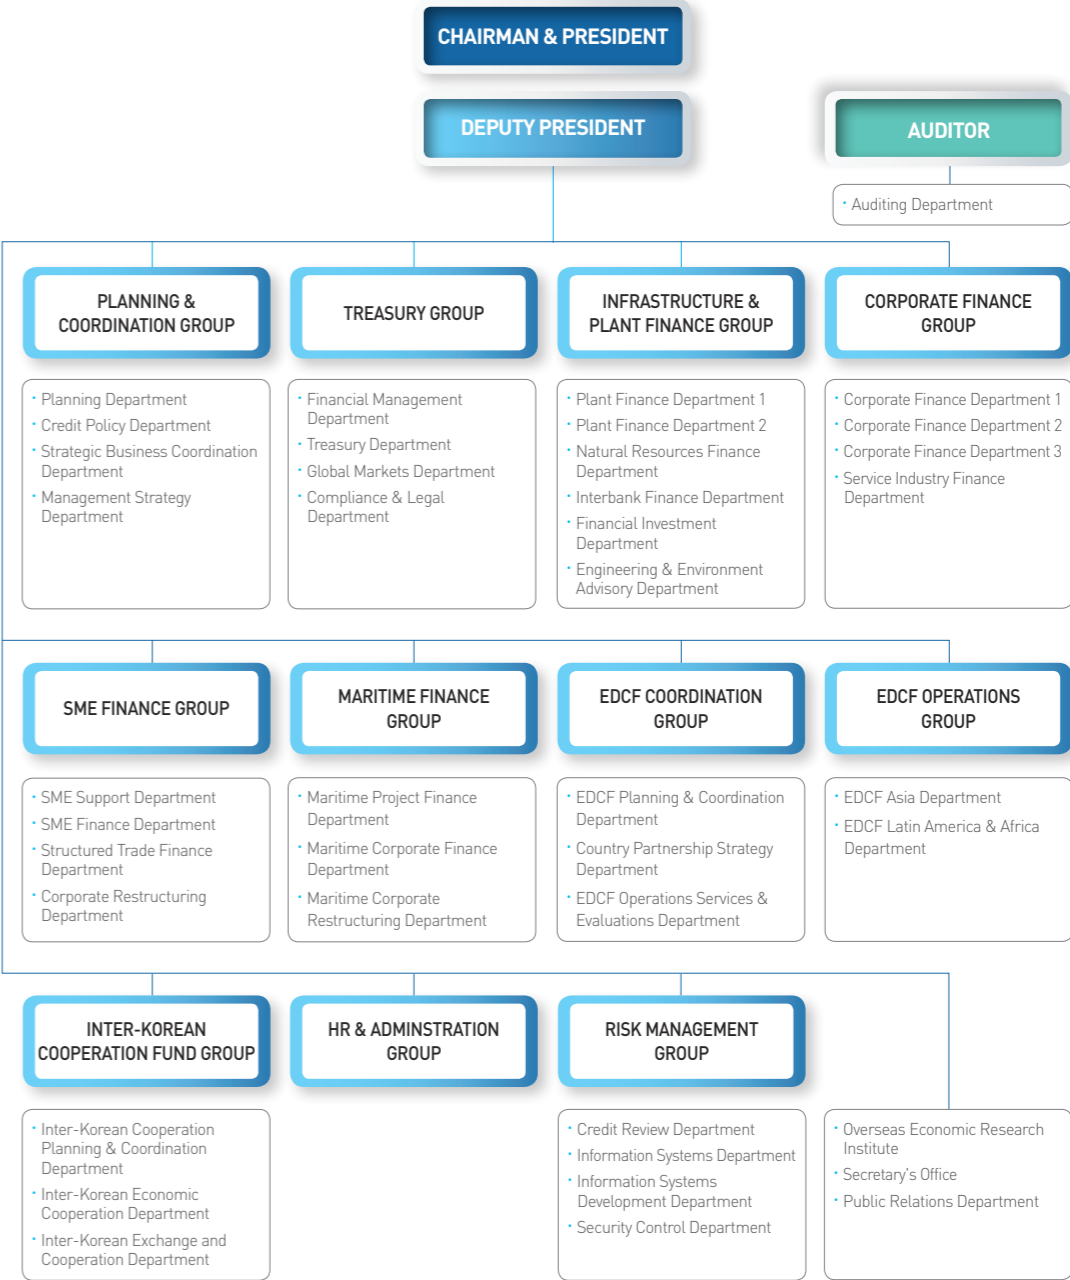 CHAIRMAN & PRESIDENT
DEPUTY PRESIDENT
AUDITOR
· Auditing Department
PLANNING &
COORDINATION GROUP
· Planning Department
· Credit Policy Department
· Strategic Business Coordination
Department
· Management Strategy
Department
TREASURY GROUP
· Financial Management
Department
· Treasury Department
· Global Markets Department
· Compliance & Legal
Department
INFRASTRUCTURE &
PLANT FINANCE GROUP
· Plant Finance Department 1
· Plant Finance Department 2
· Natural Resources Finance
Department
· Interbank Finance Department
· Financial Investment
Department
· Engineering & Environment
Advisory Department
CORPORATE FINANCE
GROUP
· Corporate Finance Department 1
· Corporate Finance Department 2
· Corporate Finance Department 3
· Service Industry Finance
Department
SME FINANCE GROUP
· SME Support Department
· SME Finance Department
· Structured Trade Finance
Department
· Corporate Restructuring
Department
MARITIME FINANCE
GROUP
· Maritime Project Finance
Department
· Maritime Corporate Finance
Department
· Maritime Corporate
Restructuring Department
EDCF COORDINATION
GROUP
· EDCF Planning & Coordination
Department
· Country Partnership Strategy
Department
· EDCF Operations Services &
Evaluations Department
EDCF OPERATIONS
GROUP
· EDCF Asia Department
· EDCF Latin America & Africa
Department
INTER-KOREAN
COOPERATION FUND GROUP
· Inter-Korean Cooperation
Planning & Coordination
Department
· Inter-Korean Economic
Cooperation Department
· Inter-Korean Exchange and
Cooperation Department
HR & ADMINSTRATION
GROUP
RISK MANAGEMENT
GROUP
· Credit Review Department
· Information Systems Department
· Information Systems
Development Department
· Security Control Department
· Overseas Economic Research
Institute
· Secretary's Office
· Public Relations Department